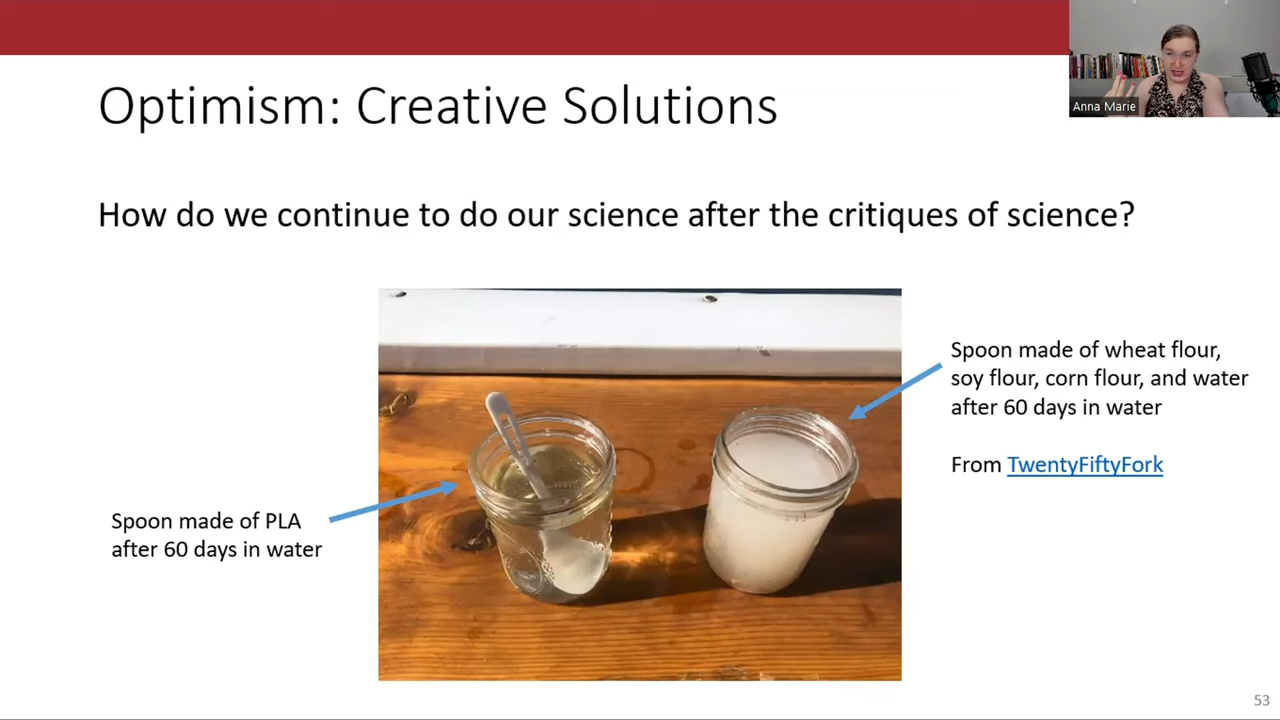 Anna Marie
Optimism: Creative Solutions
How do we continue to do our science after the critiques of science?
Spoon made of wheat flour,
soy flour, corn flour, and water
after 60 days in water
From TwentyFiftyFork
Spoon made of PLA
after 60 days in water
53